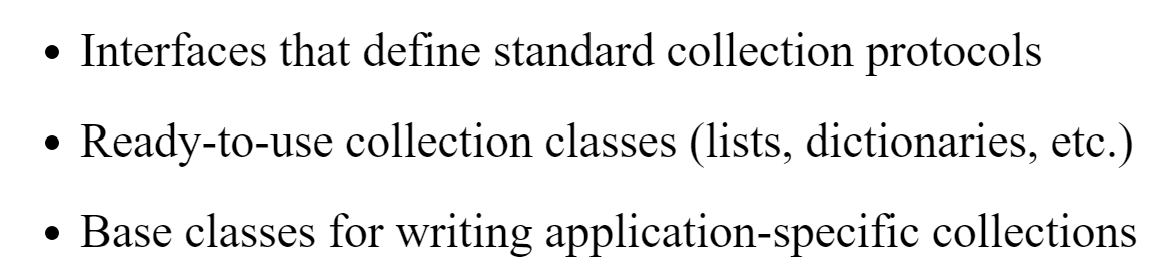 • Interfaces that define standard collection protocols
• Ready-to-use collection classes (lists, dictionaries, etc.)
• Base classes for writing application-specific collections